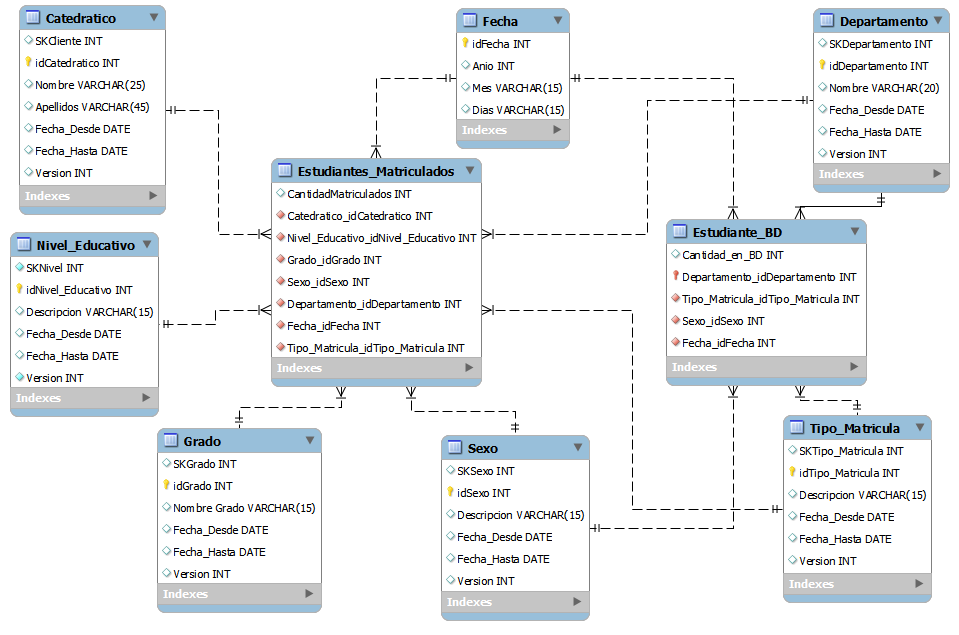 Catedratico
SKCliente INT
idCatedratico INT
Nombre VARCHAR(25)
Apellidos VARCHAR(45)
Fecha_Desde DATE
Fecha_Hasta DATE
Version INT
Indexes
Fecha
idFecha INT
Anio INT
Mes VARCHAR(15)
Dias VARCHAR(15)
Indexes
Departamento
SKDepartamento INT
idDepartamento INT
Nombre VARCHAR(20)
Fecha_Desde DATE
Fecha_Hasta DATE
Version INT
Indexes
Estudiantes_Matriculados
CantidadMatriculados INT
Catedratico_idCatedratico INT
Nivel_Educativo_idNivel_Educativo INT
Grado_idGrado INT
Sexo_idSexo INT
Departamento_idDepartamento INT
Fecha_idFecha INT
Tipo_Matricula_idTipo_Matricula INT
Indexes
Nivel_Educativo
SKNivel INT
idNivel_Educativo INT
Descripcion VARCHAR(15)
Fecha_Desde DATE
Fecha_Hasta DATE
Version INT
Indexes
Estudiante_BD
Cantidad_en_BD INT
Departamento_idDepartamento INT
Tipo_Matricula_idTipo_Matricula INT
Sexo_idSexo INT
Fecha_idFecha INT
Indexes
Grado
SKGrado INT
idGrado INT
Nombre Grado VARCHAR(15)
Fecha_Desde DATE
Fecha_Hasta DATE
Version INT
Indexes
Sexo
SKSexo INT
idSexo INT
Descripcion VARCHAR(15)
Fecha_Desde DATE
Fecha_Hasta DATE
Version INT
Indexes
Tipo_Matricula
SKTipo_Matricula INT
idTipo_Matricula INT
Descripcion VARCHAR(15)
Fecha_Desde DATE
Fecha_Hasta DATE
Version INT
Indexes